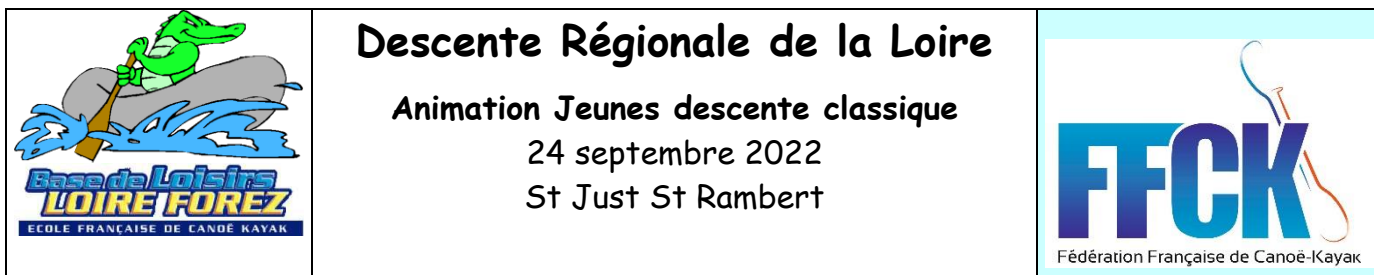 Base de Loisirs
LOIRE FOREZ
ECOLE FRANÇAISE DE CANOË KAYAK
Descente Régionale de la Loire
Animation Jeunes descente classique
24 septembre 2022
St Just St Rambert
FFCK
Fédération Française de Canoë-Kayak